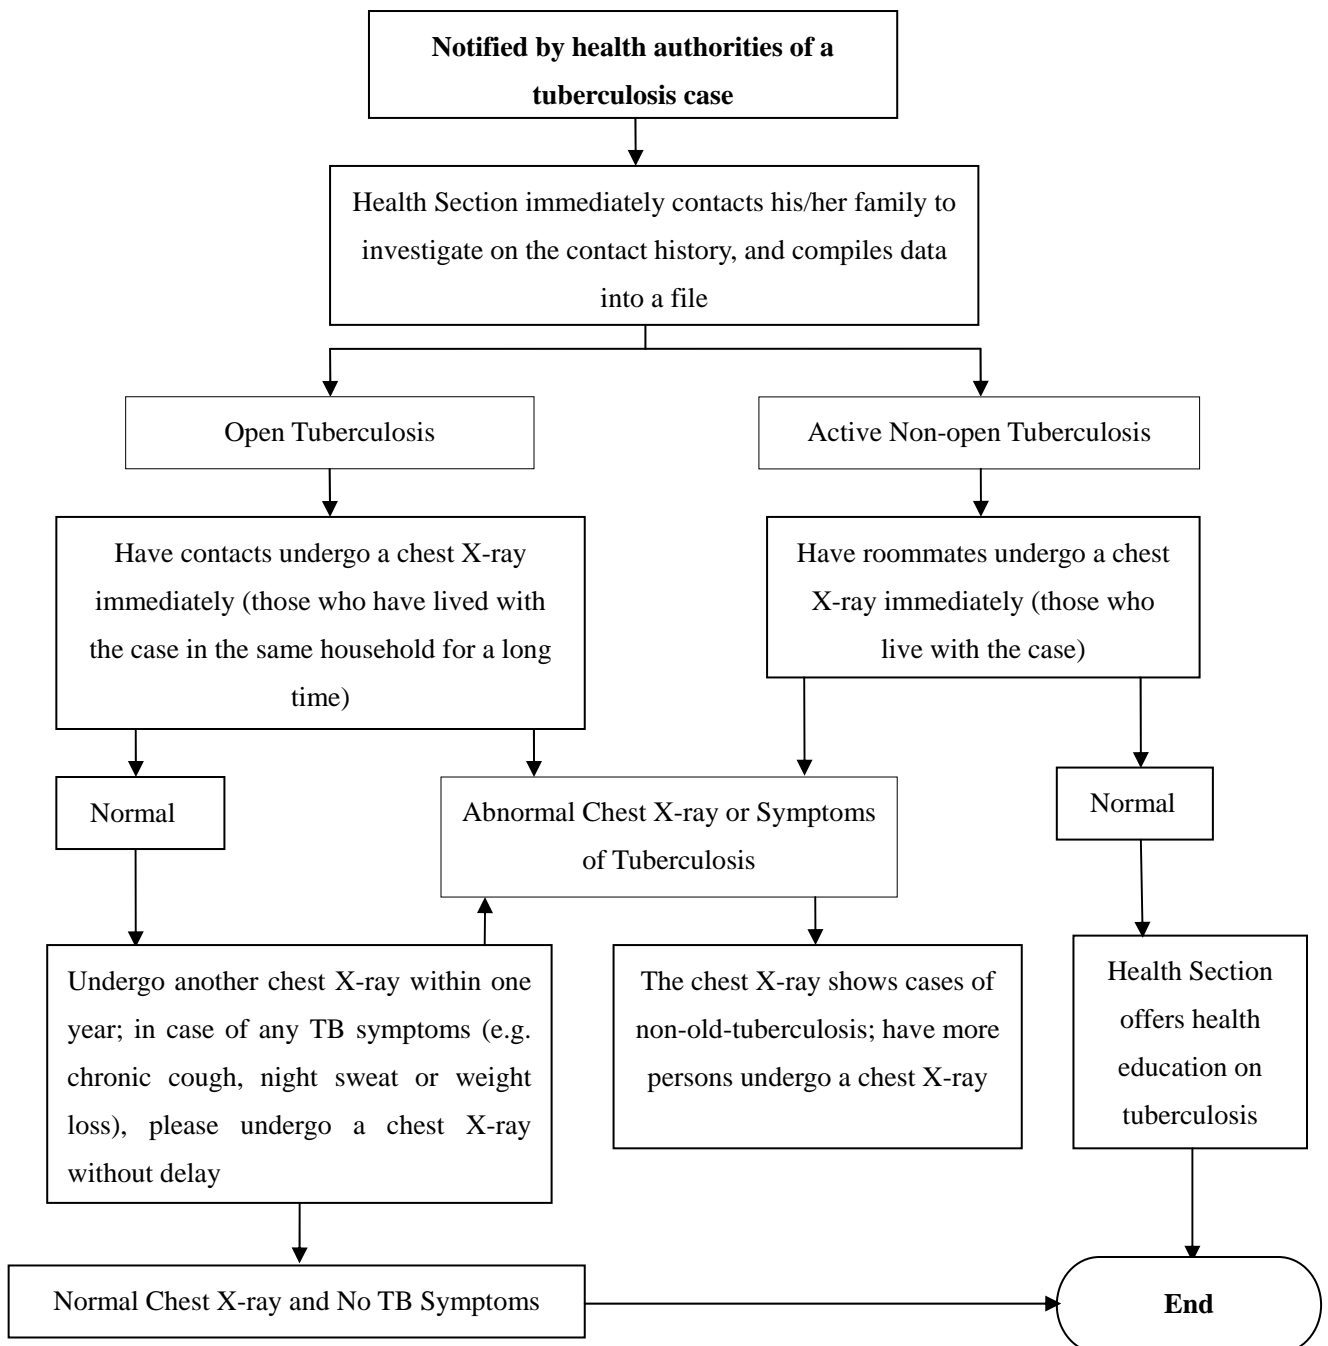 Notified by health authorities of a
tuberculosis case
Health Section immediately contacts his/her family to
investigate on the contact history, and compiles data
into a file
Open Tuberculosis
Active Non-open Tuberculosis
Have contacts undergo a chest X-ray
immediately (those who have lived with
the case in the same household for a long
time)
Have roommates undergo a chest
X-ray immediately (those who
live with the case)
Normal
Abnormal Chest X-ray or Symptoms
of Tuberculosis
Normal
Undergo another chest X-ray within one
year; in case of any TB symptoms (e.g.
chronic cough, night sweat or weight
loss), please undergo a chest X-ray
without delay
The chest X-ray shows cases of
non-old-tuberculosis; have more
persons undergo a chest X-ray
Health Section
offers health
education on
tuberculosis
Normal Chest X-ray and No TB Symptoms
End